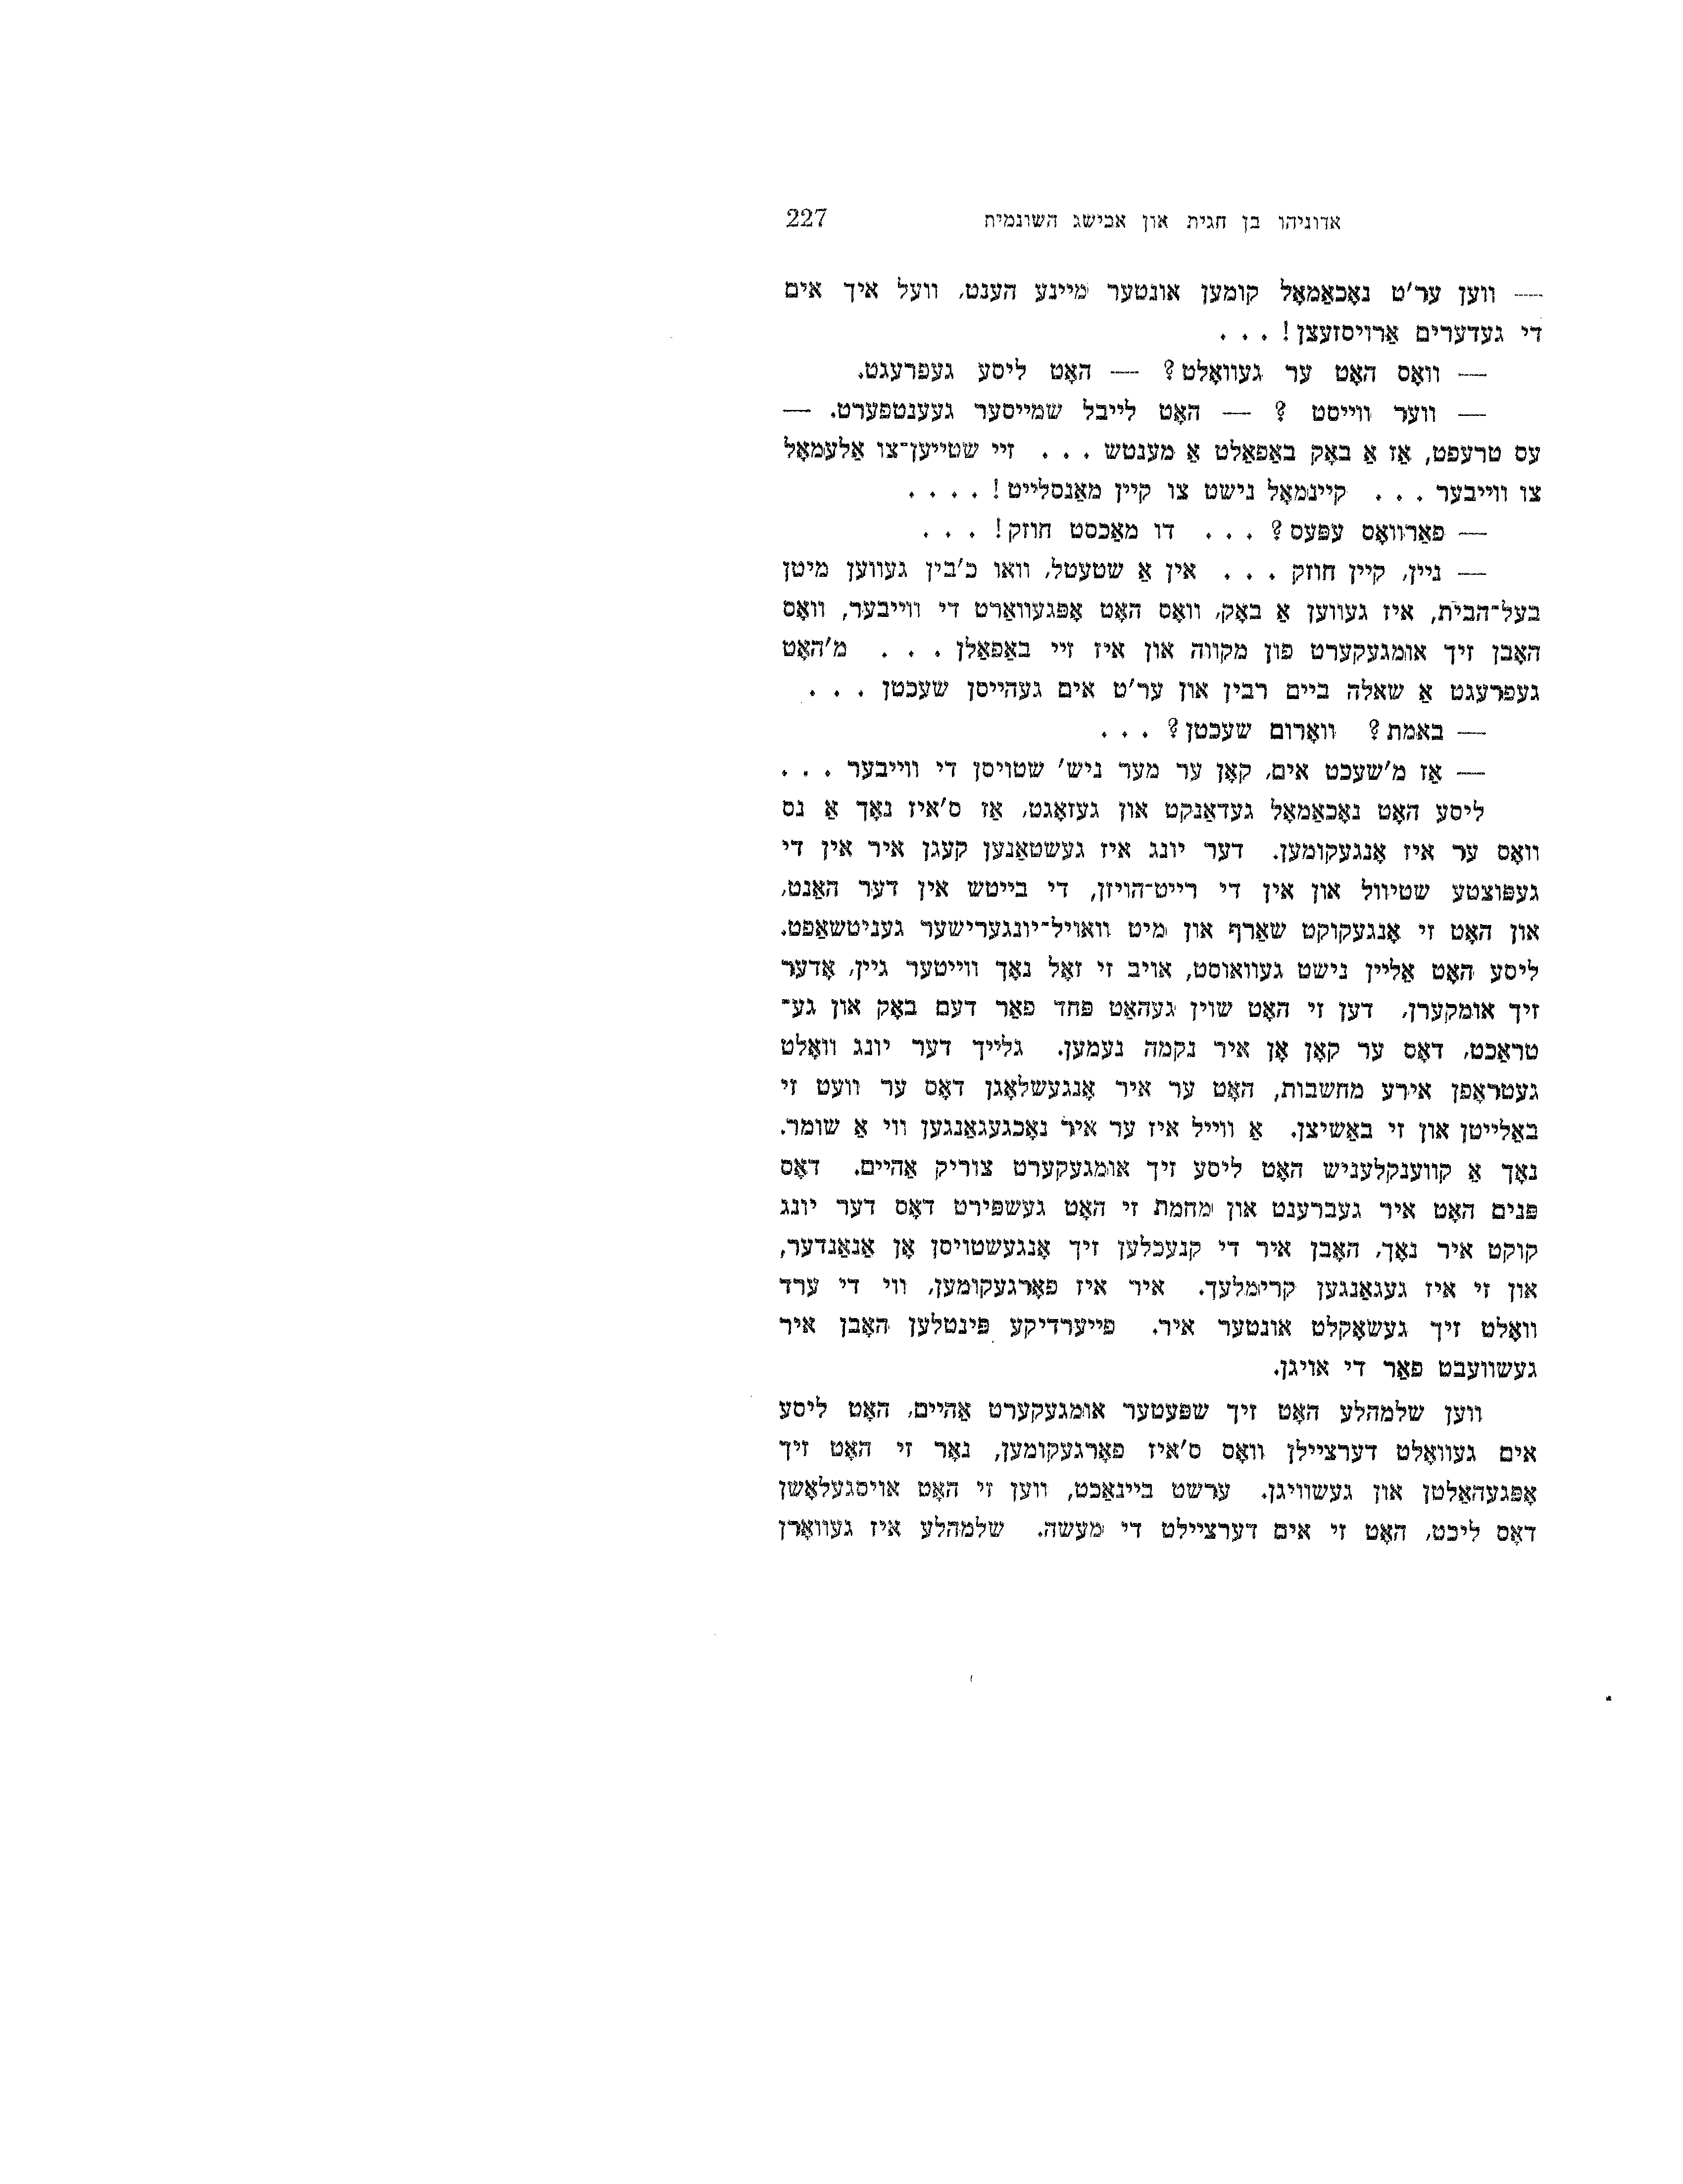 אדוניהו בן חגית און אבישג השונמית 227
— ווען ער'ט נאָכאַמאָל קומען אונטער מיינע הענט, וועל איך אים
די געדערים אַרויסזעצן! . . .
— וואָס האָט ער געוואָלט? — האָט ליסע געפרעגט.
— ווער ווייסט ? — האָט לייבל שמייסער געענטפערט. —
עס טרעפט, אַז אַ באָק באַפאַלט אַ מענטש . . . זיי שטייען־צו אַלעמאָל
צו ווייבער . . . קיינמאָל נישט צו קיין מאַנסלייט! . . . .
— פאַרוואָס עפּעס? . . . דו מאַכסט חוזק! . . .
— ניין, קיין חוזק . . . אין אַ שטעטל, וואו כ'בין געווען מיטן
בעל־הבית, איז געווען אַ באָק, וואָס האָט אָפּגעוואַרט די ווייבער, וואָס
האָבן זיך אומגעקערט פון מקווה און איז זיי באַפאַלן . . . מ'האָט
געפרעגט אַ שאלה ביים רבין און ער'ט אים געהייסן שעכטן . . .
— באמת? וואָרום שעכטן? . . .
— אַז מ'שעכט אים, קאָן ער מער ניש' שטויסן די ווייבער . . .
ליסע האָט נאָכאַמאָל געדאַנקט און געזאָגט, אַז ס'איז נאָך אַ נס
וואָס ער איז אָנגעקומען. דער יונג איז געשטאַנען קעגן איר אין די
געפּוצטע שטיוול און אין די רייט־הויזן, די בייטש אין דער האַנט,
און האָט זי אָנגעקוקט שאַרף און מיט וואויל־יונגערישער געניטשאַפט.
ליסע האָט אַליין נישט געוואוסט, אויב זי זאָל נאָך ווייטער גיין, אָדער
זיך אומקערן, דען זי האָט שוין געהאַט פּחד פאַר דעם באָק און גע־
טראַכט, דאָס ער קאָן אָן איר נקמה נעמען. גלייך דער יונג וואָלט
געטראָפן אירע מחשבות, האָט ער איר אָנגעשלאָגן דאָס ער וועט זי
באַלייטן און זי באַשיצן. אַ ווייל איז ער איר נאָכגעגאַנגען ווי אַ שומר.
נאָך אַ קווענקלעניש האָט ליסע זיך אומגעקערט צוריק אַהיים. דאָס
פּנים האָט איר געברענט און מחמת זי האָט געשפּירט דאָס דער יונג
קוקט איר נאָך, האָבן איר די קנעכלען זיך אָנגעשטויסן אָן אַנאַנדער,
און זי איז געגאַנגען קרימלעך. איר איז פאָרגעקומען, ווי די ערד
וואָלט זיך געשאָקלט אונטער איר. פייערדיקע פּינטלען האָבן איר
געשוועבט פאַר די אויגן.
ווען שלמהלע האָט זיך שפּעטער אומגעקערט אַהיים, האָט ליסע
אים געוואָלט דערציילן וואָס ס'איז פאָרגעקומען, נאָר זי האָט זיך
אָפּגעהאַלטן און געשוויגן. ערשט ביינאַכט, ווען זי האָט אויסגעלאָשן
דאָס ליכט, האָט זי אים דערציילט די מעשה. שלמהלע איז געוואָרן